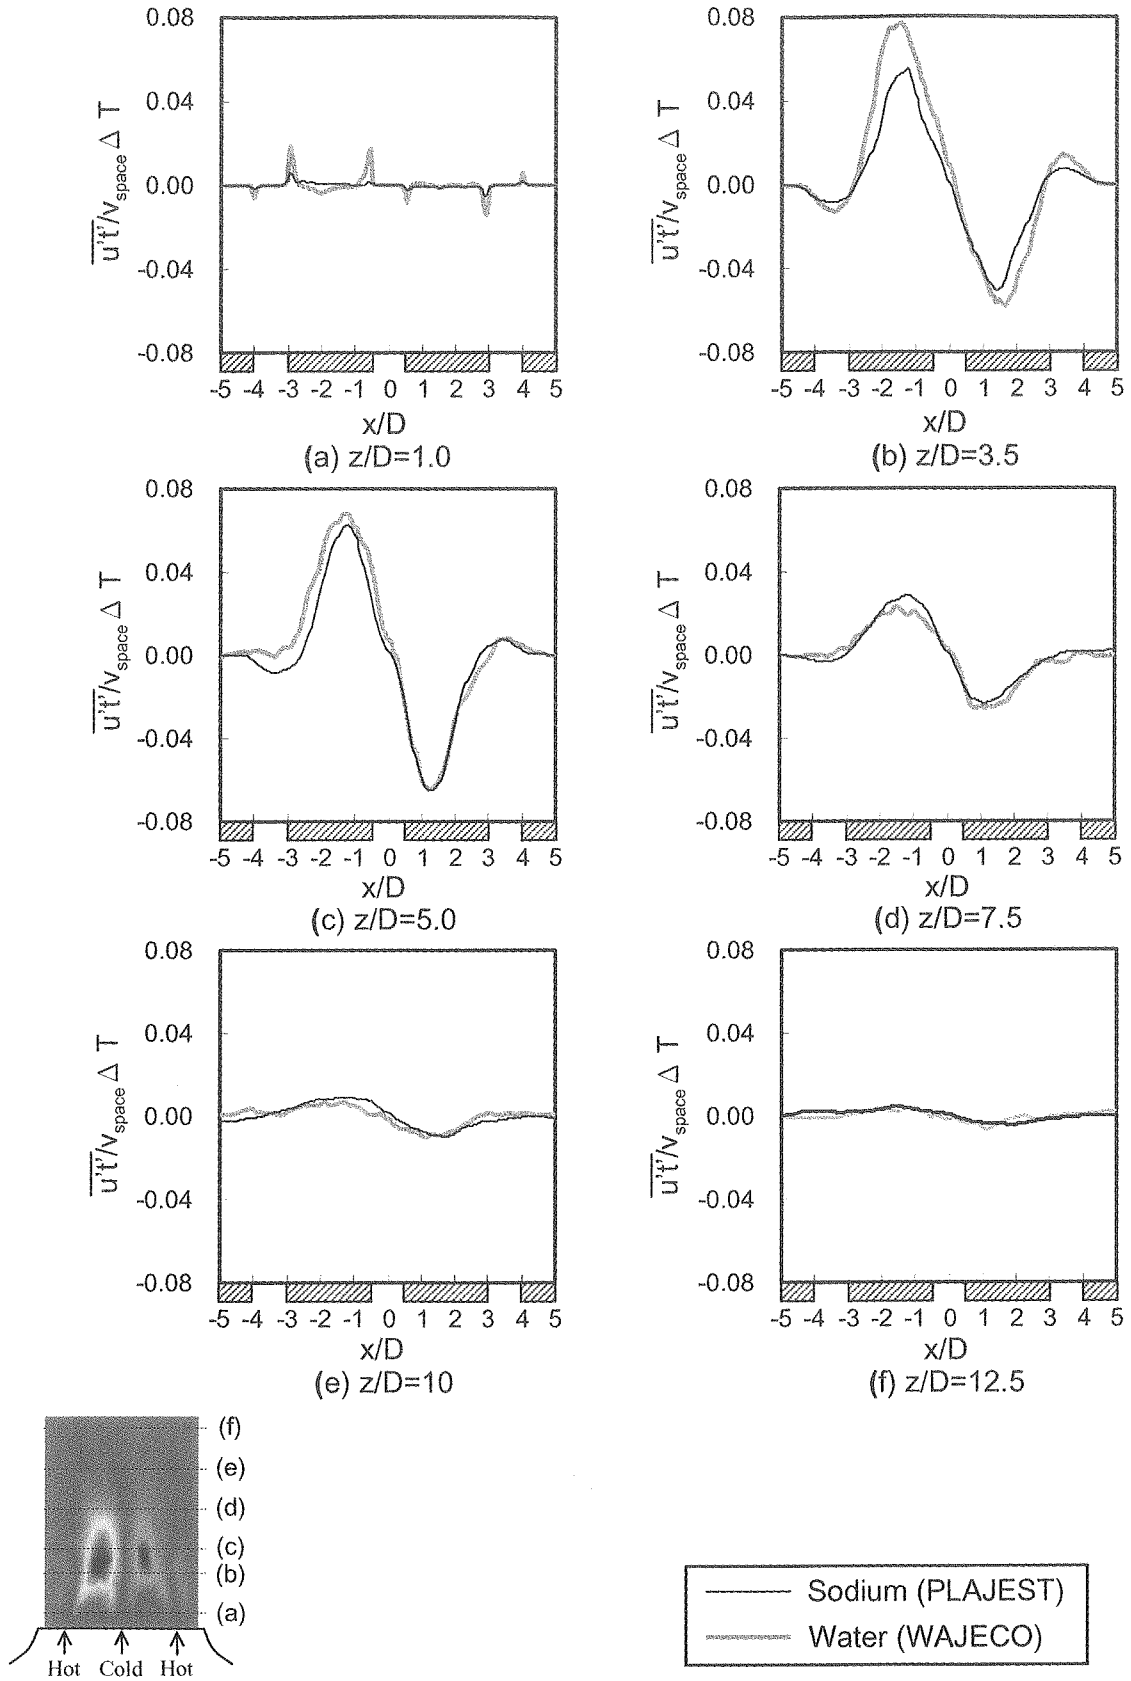 0.08 0.08
0.04 0.04
0.00 0.00
-0.04 -0.04
-0.08 -0.08
u't'/v_space Δ T u't'/v_space Δ T
-5 -4 -3 -2 -1 0 1 2 3 4 5 -5 -4 -3 -2 -1 0 1 2 3 4 5
x/D x/D
(a) z/D=1.0 (b) z/D=3.5
0.08 0.08
0.04 0.04
0.00 0.00
-0.04 -0.04
-0.08 -0.08
u't'/v_space Δ T u't'/v_space Δ T
-5 -4 -3 -2 -1 0 1 2 3 4 5 -5 -4 -3 -2 -1 0 1 2 3 4 5
x/D x/D
(c) z/D=5.0 (d) z/D=7.5
0.08 0.08
0.04 0.04
0.00 0.00
-0.04 -0.04
-0.08 -0.08
u't'/v_space Δ T u't'/v_space Δ T
-5 -4 -3 -2 -1 0 1 2 3 4 5 -5 -4 -3 -2 -1 0 1 2 3 4 5
x/D x/D
(e) z/D=10 (f) z/D=12.5
(f)
(e)
(d)
(c)
(b)
(a)
Hot Cold Hot
Sodium (PLAJEST)
Water (WAJECO)